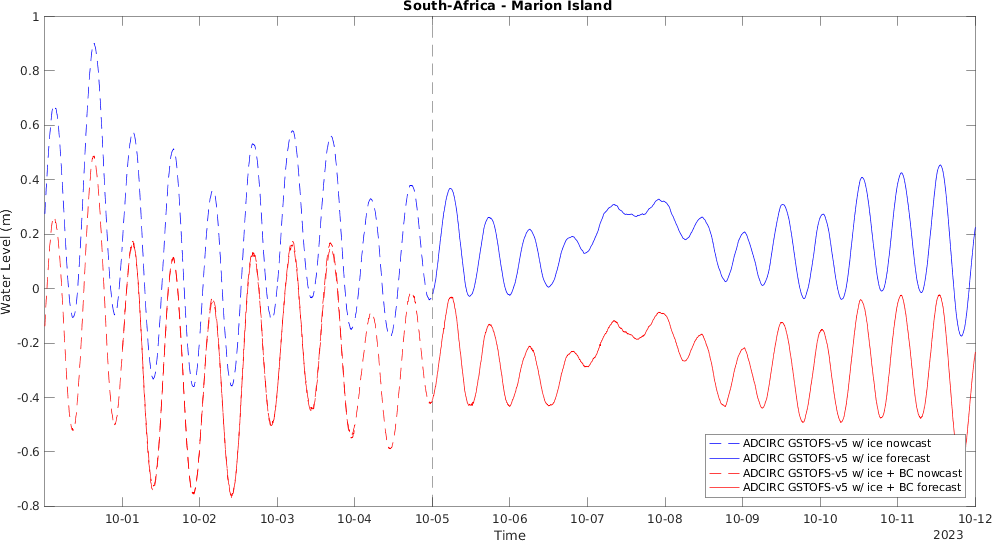 South-Africa - Marion Island
1
0.8
0.6
0.4
0.2
0
-0.2
-0.4
-0.6
-0.8
Water Level (m)
ADCIRC GSTOFS-v5 w/ ice nowcast
ADCIRC GSTOFS-v5 w/ ice forecast
ADCIRC GSTOFS-v5 w/ ice + BC nowcast
ADCIRC GSTOFS-v5 w/ ice + BC forecast
10-01 10-02 10-03 10-04 10-05 10-06 10-07 10-08 10-09 10-10 10-11 10-12
Time
2023